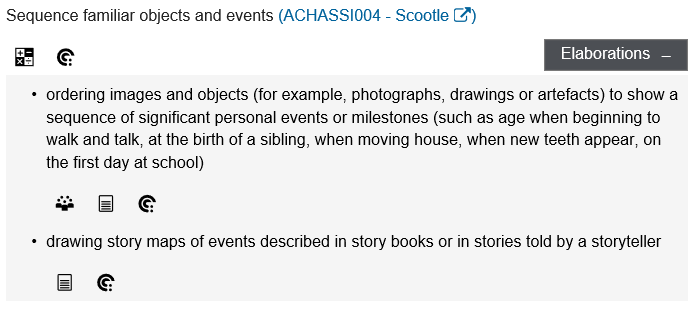 Sequence familiar objects and events (ACHASSI004 - Scootle)
Elaborations –
• ordering images and objects (for example, photographs, drawings or artefacts) to show a
sequence of significant personal events or milestones (such as age when beginning to
walk and talk, at the birth of a sibling, when moving house, when new teeth appear, on
the first day at school)
• drawing story maps of events described in story books or in stories told by a storyteller